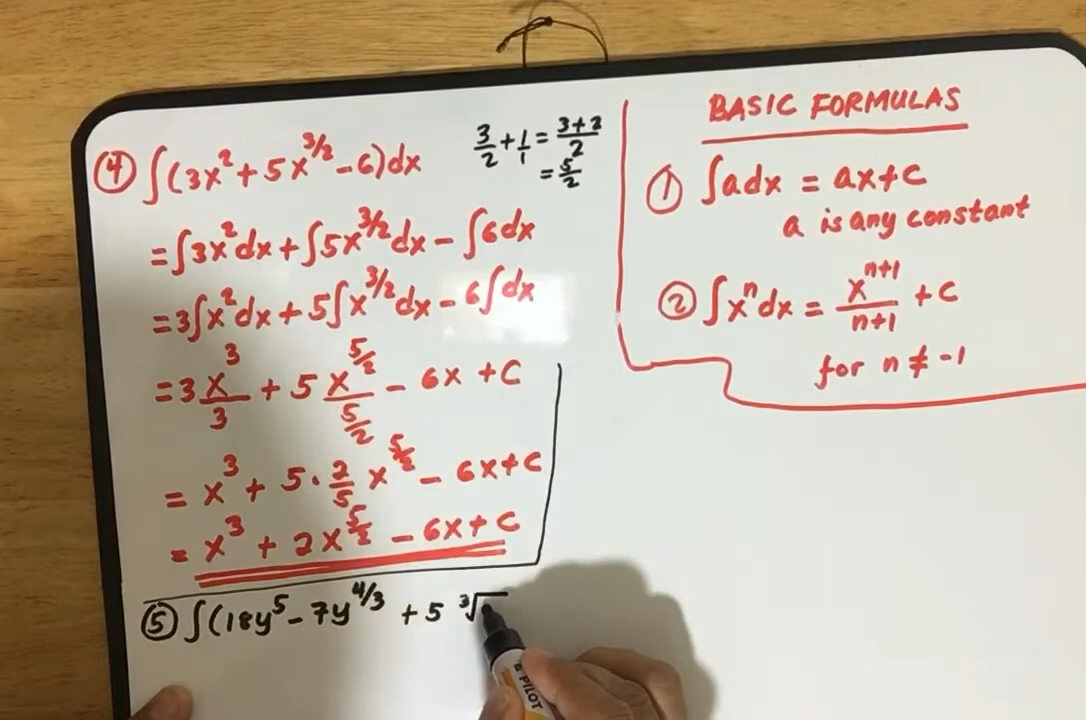 ④ ∫(3x² + 5x^{3/2} - 6)dx
3/2 + 1/1 = (3+2)/2
= 5/2
= ∫3x²dx + ∫5x^{3/2}dx - ∫6dx
= 3∫x²dx + 5∫x^{3/2}dx - 6∫dx
= 3 x³/3 + 5 x^{5/2}/(5/2) - 6x + C
= x³ + 5 · 2/5 x^{5/2} - 6x + C
= x³ + 2x^{5/2} - 6x + C
⑤ ∫(18y⁵ - 7y^{4/3} + 5 ³√
BASIC FORMULAS
① ∫adx = ax + C
a is any constant
② ∫xⁿdx = x^{n+1}/(n+1) + C
for n ≠ -1
PILOT